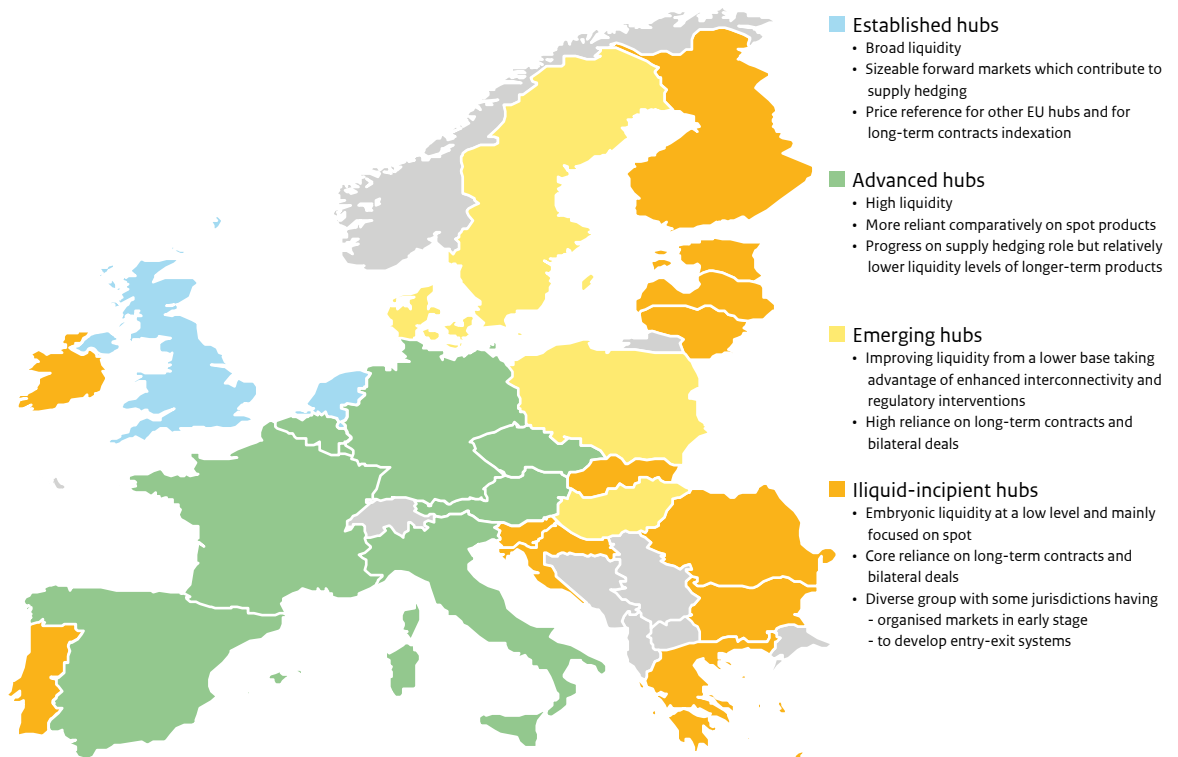 Established hubs
• Broad liquidity
• Sizeable forward markets which contribute to
supply hedging
• Price reference for other EU hubs and for
long-term contracts indexation
Advanced hubs
• High liquidity
• More reliant comparatively on spot products
• Progress on supply hedging role but relatively
lower liquidity levels of longer-term products
Emerging hubs
• Improving liquidity from a lower base taking
advantage of enhanced interconnectivity and
regulatory interventions
• High reliance on long-term contracts and
bilateral deals
Iliquid-incipient hubs
• Embryonic liquidity at a low level and mainly
focused on spot
• Core reliance on long-term contracts and
bilateral deals
• Diverse group with some jurisdictions having
- organised markets in early stage
- to develop entry-exit systems